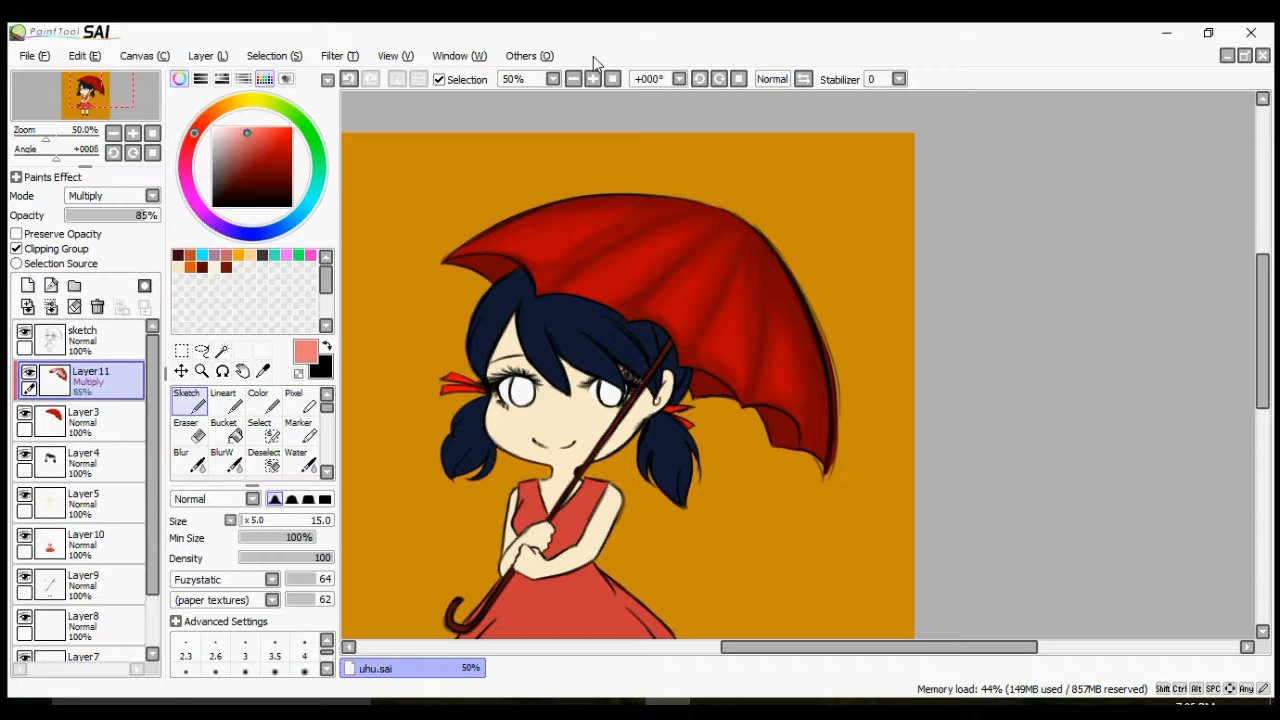 PaintTool SAI
File (F) Edit (E) Canvas (C) Layer (L) Selection (S) Filter (T) View (V) Window (W) Others (O)
Selection 50% +000° Normal Stabilizer 0
Zoom 50.0%
Angle +000δ
Paints Effect
Mode Multiply
Opacity 85%
Preserve Opacity
Clipping Group
Selection Source
sketch
Normal
100%
Layer11
Multiply
85%
Layer3
Normal
100%
Layer4
Normal
100%
Layer5
Normal
100%
Layer10
Normal
100%
Layer9
Normal
100%
Layer8
Normal
100%
Layer7
Sketch Lineart Color Pixel
Eraser Bucket Select Marker
Blur BlurW Deselect Water
Normal
Size x 5.0 15.0
Min Size 100%
Density 100
Fuzystatic 64
(paper textures) 62
Advanced Settings
2.3 2.6 3 3.5 4
uhu.sai 50%
Memory load: 44% (149MB used / 857MB reserved) Shift Ctrl Alt SPC Any